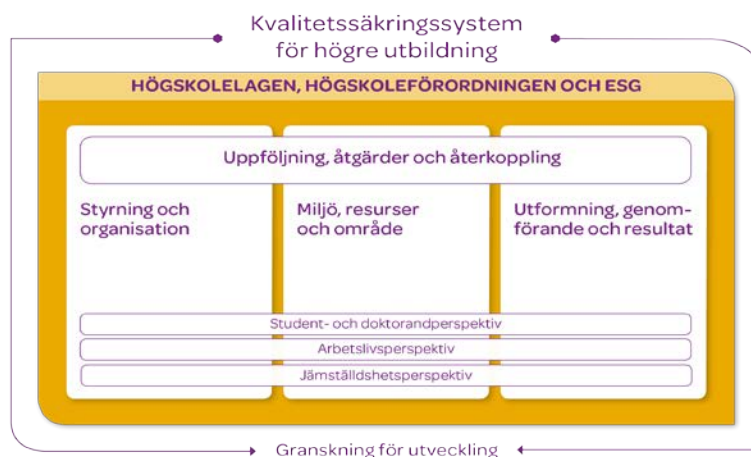 Kvalitetssäkringssystem
för högre utbildning
HÖGSKOLELAGEN, HÖGSKOLEFÖRORDNINGEN OCH ESG
Uppföljning, åtgärder och återkoppling
Styrning och
organisation
Miljö, resurser
och område
Utformning, genom-
förande och resultat
Student- och doktorandperspektiv
Arbetslivsperspektiv
Jämställdshetsperspektiv
Granskning för utveckling